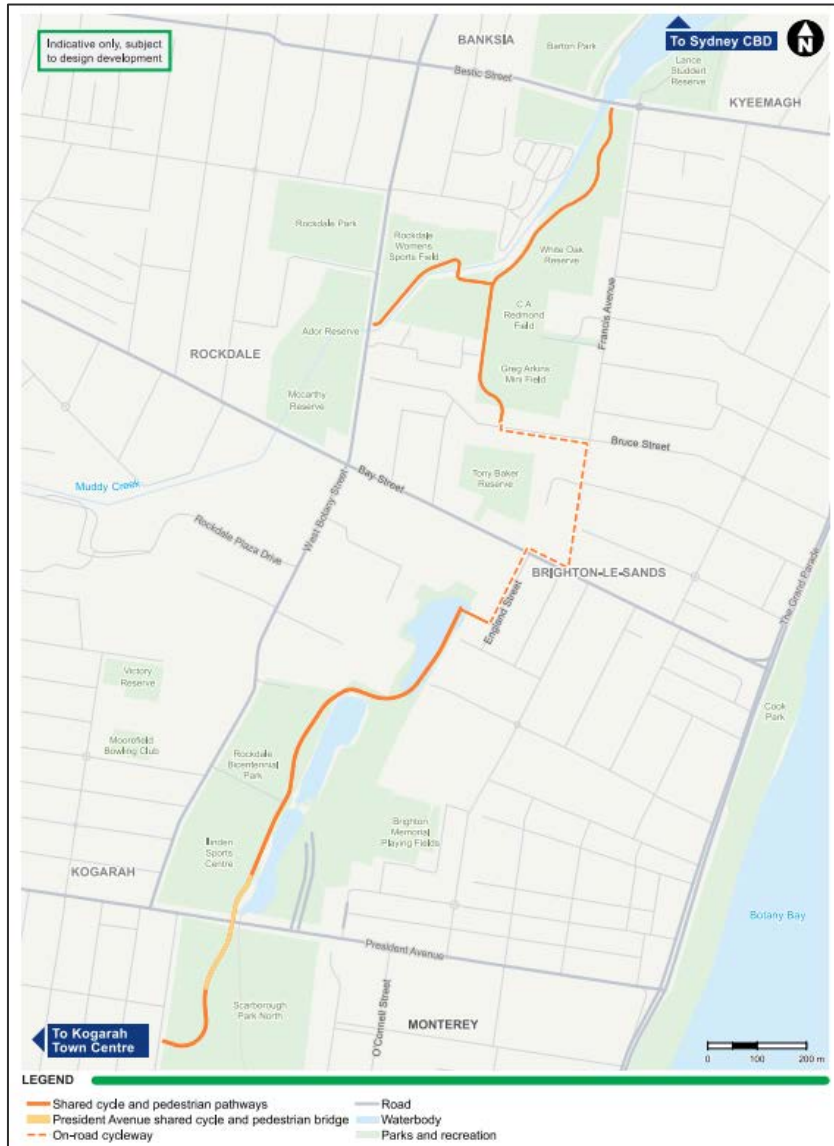 Indicative only, subject
to design development
BANKSIA
Barton Park
To Sydney CBD
N
Lance
Studdert
Reserve
Bestic Street
KYEEMAGH
Rockdale Park
Rockdale
Womens
Sports Field
White Oak
Reserve
Francis Avenue
C A
Redmond
Field
Ador Reserve
ROCKDALE
Greg Atkins
Mini Field
Mccarthy
Reserve
Bruce Street
Muddy Creek
Bay Street
Tony Baker
Reserve
West Botany Street
Rockdale Plaza Drive
BRIGHTON-LE-SANDS
England Street
The Grand Parade
Victory
Reserve
Cook
Park
Moorefield
Bowling Club
Rockdale
Bicentennial
Park
Brighton
Memorial
Playing Fields
Ilinden
Sports
Centre
KOGARAH
Botany Bay
President Avenue
Scarborough
Park North
O'Connell Street
MONTEREY
To Kogarah
Town Centre
0 100 200 m
LEGEND
Shared cycle and pedestrian pathways
President Avenue shared cycle and pedestrian bridge
On-road cycleway
Road
Waterbody
Parks and recreation